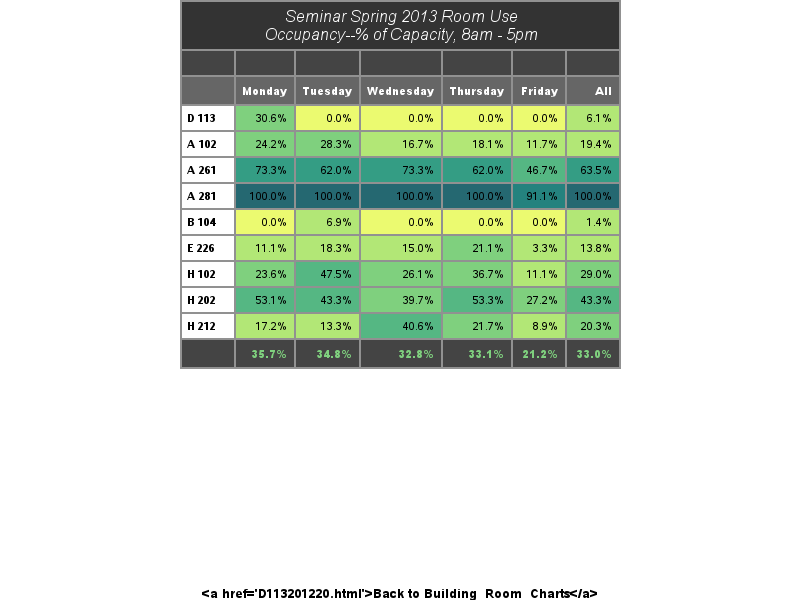 Seminar Spring 2013 Room Use
Occupancy--% of Capacity, 8am - 5pm
Monday Tuesday Wednesday Thursday Friday All
D 113 30.6% 0.0% 0.0% 0.0% 0.0% 6.1%
A 102 24.2% 28.3% 16.7% 18.1% 11.7% 19.4%
A 261 73.3% 62.0% 73.3% 62.0% 46.7% 63.5%
A 281 100.0% 100.0% 100.0% 100.0% 91.1% 100.0%
B 104 0.0% 6.9% 0.0% 0.0% 0.0% 1.4%
E 226 11.1% 18.3% 15.0% 21.1% 3.3% 13.8%
H 102 23.6% 47.5% 26.1% 36.7% 11.1% 29.0%
H 202 53.1% 43.3% 39.7% 53.3% 27.2% 43.3%
H 212 17.2% 13.3% 40.6% 21.7% 8.9% 20.3%
35.7% 34.8% 32.8% 33.1% 21.2% 33.0%
<a href='D113201220.html'>Back to Building_Room_Charts</a>